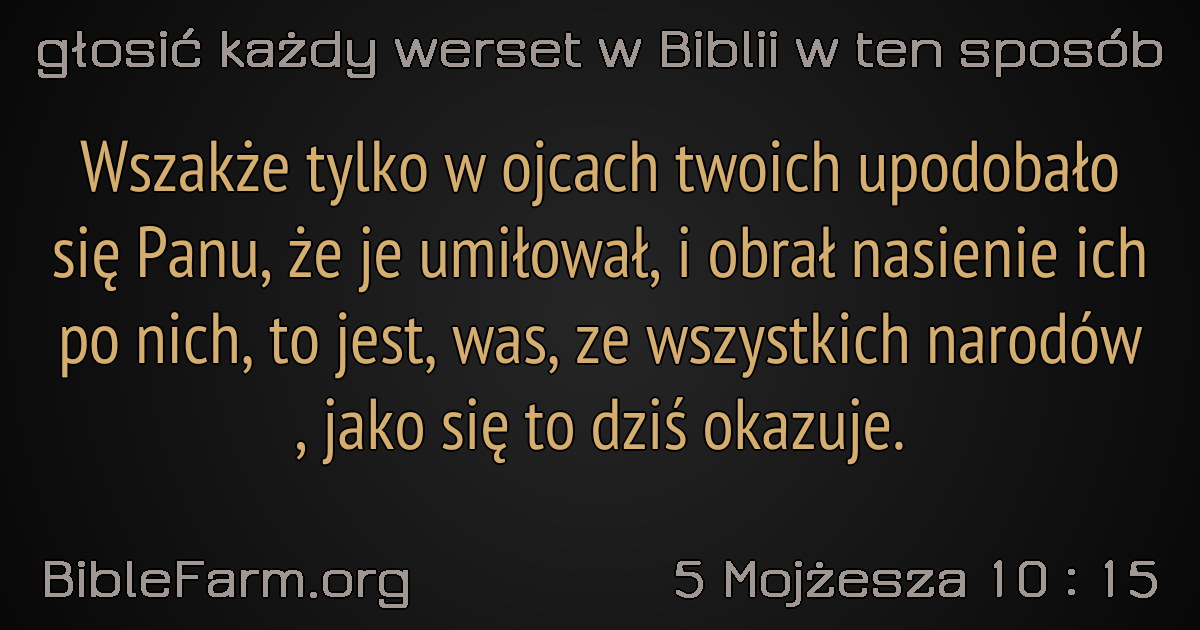 głosić każdy werset w Biblii w ten sposób
Wszakże tylko w ojcach twoich upodobało
się Panu, że je umiłował, i obrał nasienie ich
po nich, to jest, was, ze wszystkich narodów
, jako się to dziś okazuje.
BibleFarm.org
5 Mojżesza 10 : 15